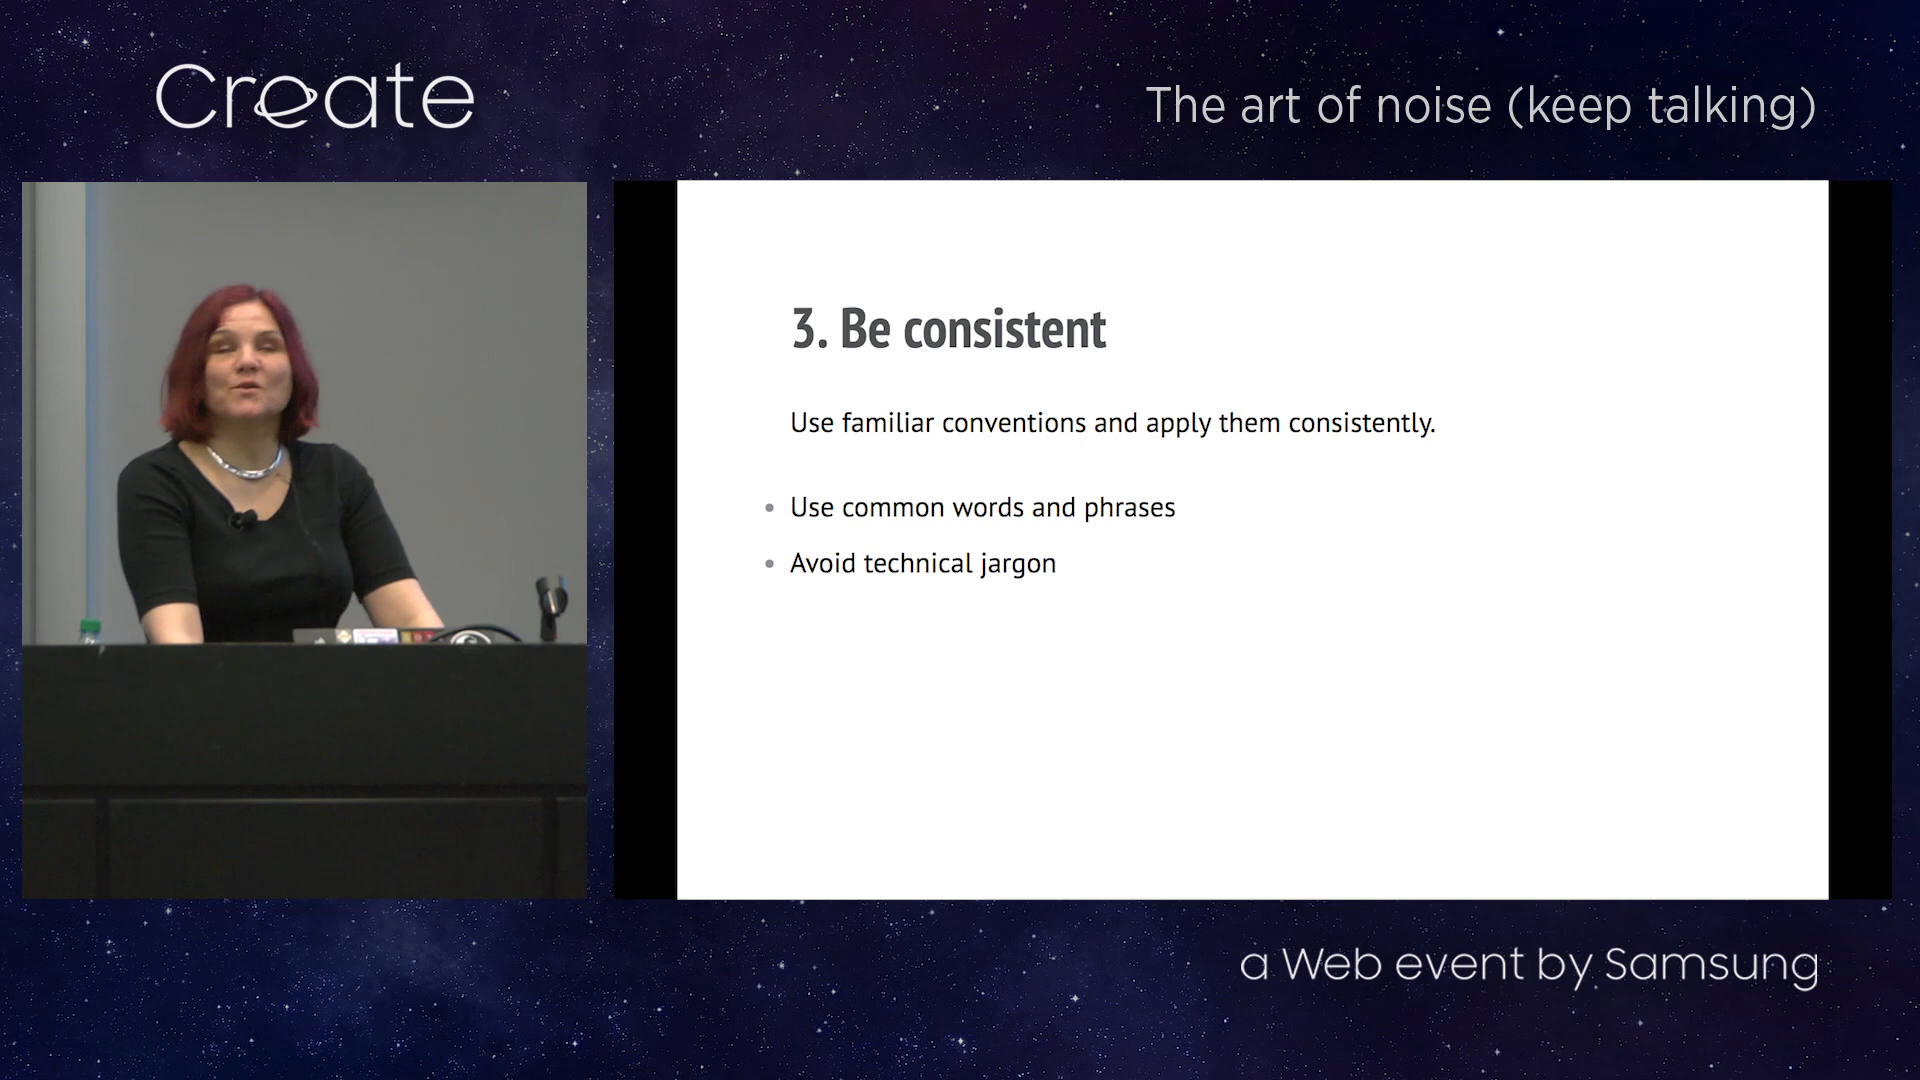 Create
The art of noise (keep talking)
3. Be consistent
Use familiar conventions and apply them consistently.
• Use common words and phrases
• Avoid technical jargon
a Web event by Samsung